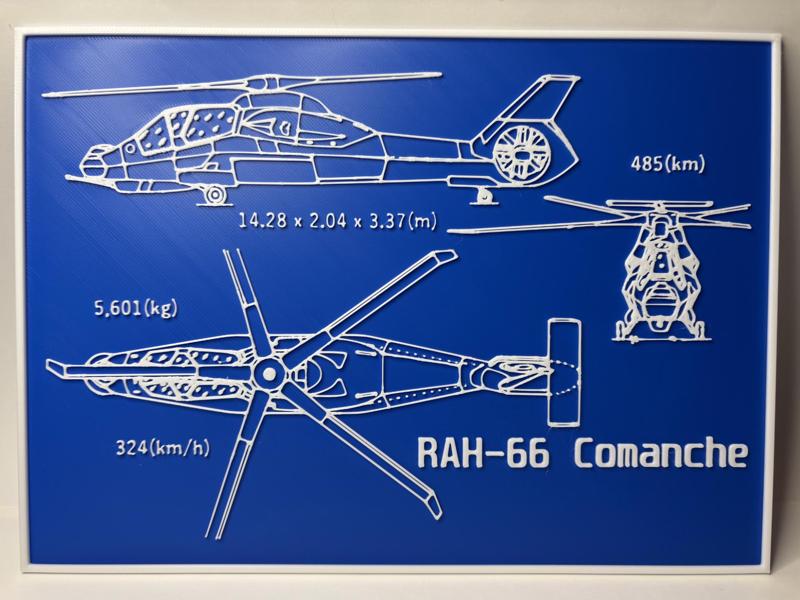 485(km)
14.28 x 2.04 x 3.37(m)
5,601(kg)
324(km/h)
RAH-66 Comanche